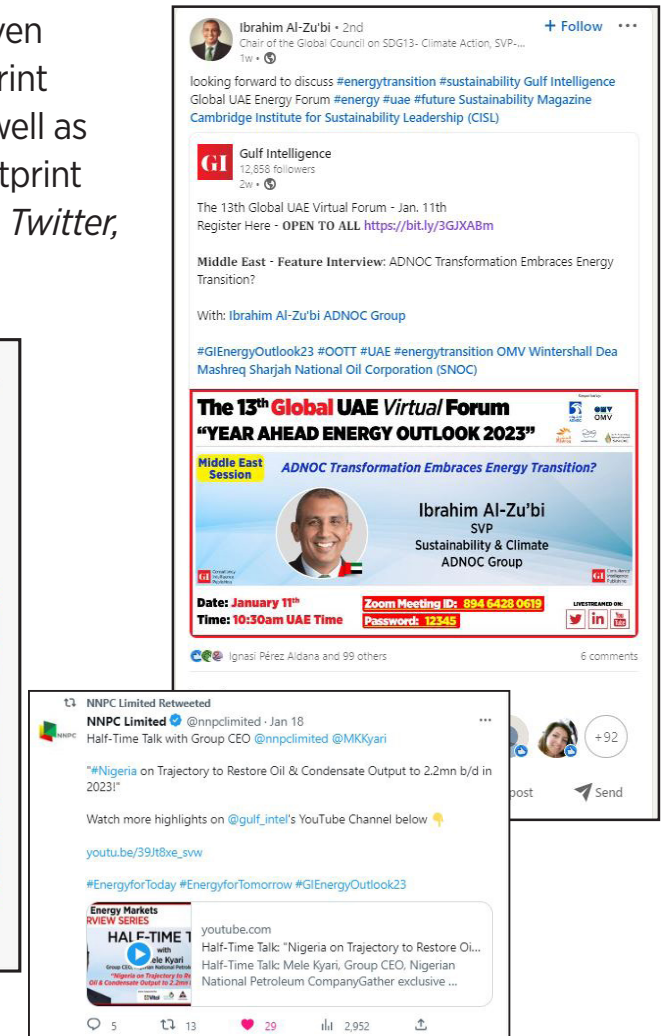 ven
rint
well as
tprint
Twitter,
Ibrahim Al-Zu'bi • 2nd
+ Follow
Chair of the Global Council on SDG13- Climate Action, SVP-...
1w •
looking forward to discuss #energytransition #sustainability Gulf Intelligence
Global UAE Energy Forum #energy #uae #future Sustainability Magazine
Cambridge Institute for Sustainability Leadership (CISL)
GI
Gulf Intelligence
12,858 followers
2w •
The 13th Global UAE Virtual Forum - Jan. 11th
Register Here - OPEN TO ALL https://bit.ly/3GJXABm
Middle East - Feature Interview: ADNOC Transformation Embraces Energy
Transition?
With: Ibrahim Al-Zu'bi ADNOC Group
#GIEnergyOutlook23 #OOTT #UAE #energytransition OMV Wintershall Dea
Mashreq Sharjah National Oil Corporation (SNOC)
The 13th Global UAE Virtual Forum
"YEAR AHEAD ENERGY OUTLOOK 2023"
OMV
Middle East
Session
ADNOC Transformation Embraces Energy Transition?
Ibrahim Al-Zu'bi
SVP
Sustainability & Climate
ADNOC Group
GI
GI
Date: January 11th
Time: 10:30am UAE Time
Zoom Meeting ID: 894 6428 0619
Password: 12345
LIVESTREAMED ON:
in
You
Tube
Ignasi Pérez Aldana and 99 others
6 comments
+92
post
Send
NNPC Limited Retweeted
NNPC
NNPC Limited @nnpclimited · Jan 18
Half-Time Talk with Group CEO @nnpclimited @MKKyari
"#Nigeria on Trajectory to Restore Oil & Condensate Output to 2.2mn b/d in
2023!"
Watch more highlights on @gulf_intel's YouTube Channel below
youtu.be/39Jt8xe_svw
#EnergyforToday #EnergyforTomorrow #GIEnergyOutlook23
Energy Markets
RVIEW SERIES
HALF-TIME T
with
ele Kyari
youtube.com
Half-Time Talk: "Nigeria on Trajectory to Restore Oi...
Half-Time Talk: Mele Kyari, Group CEO, Nigerian
National Petroleum CompanyGather exclusive ...
5
13
29
2,952